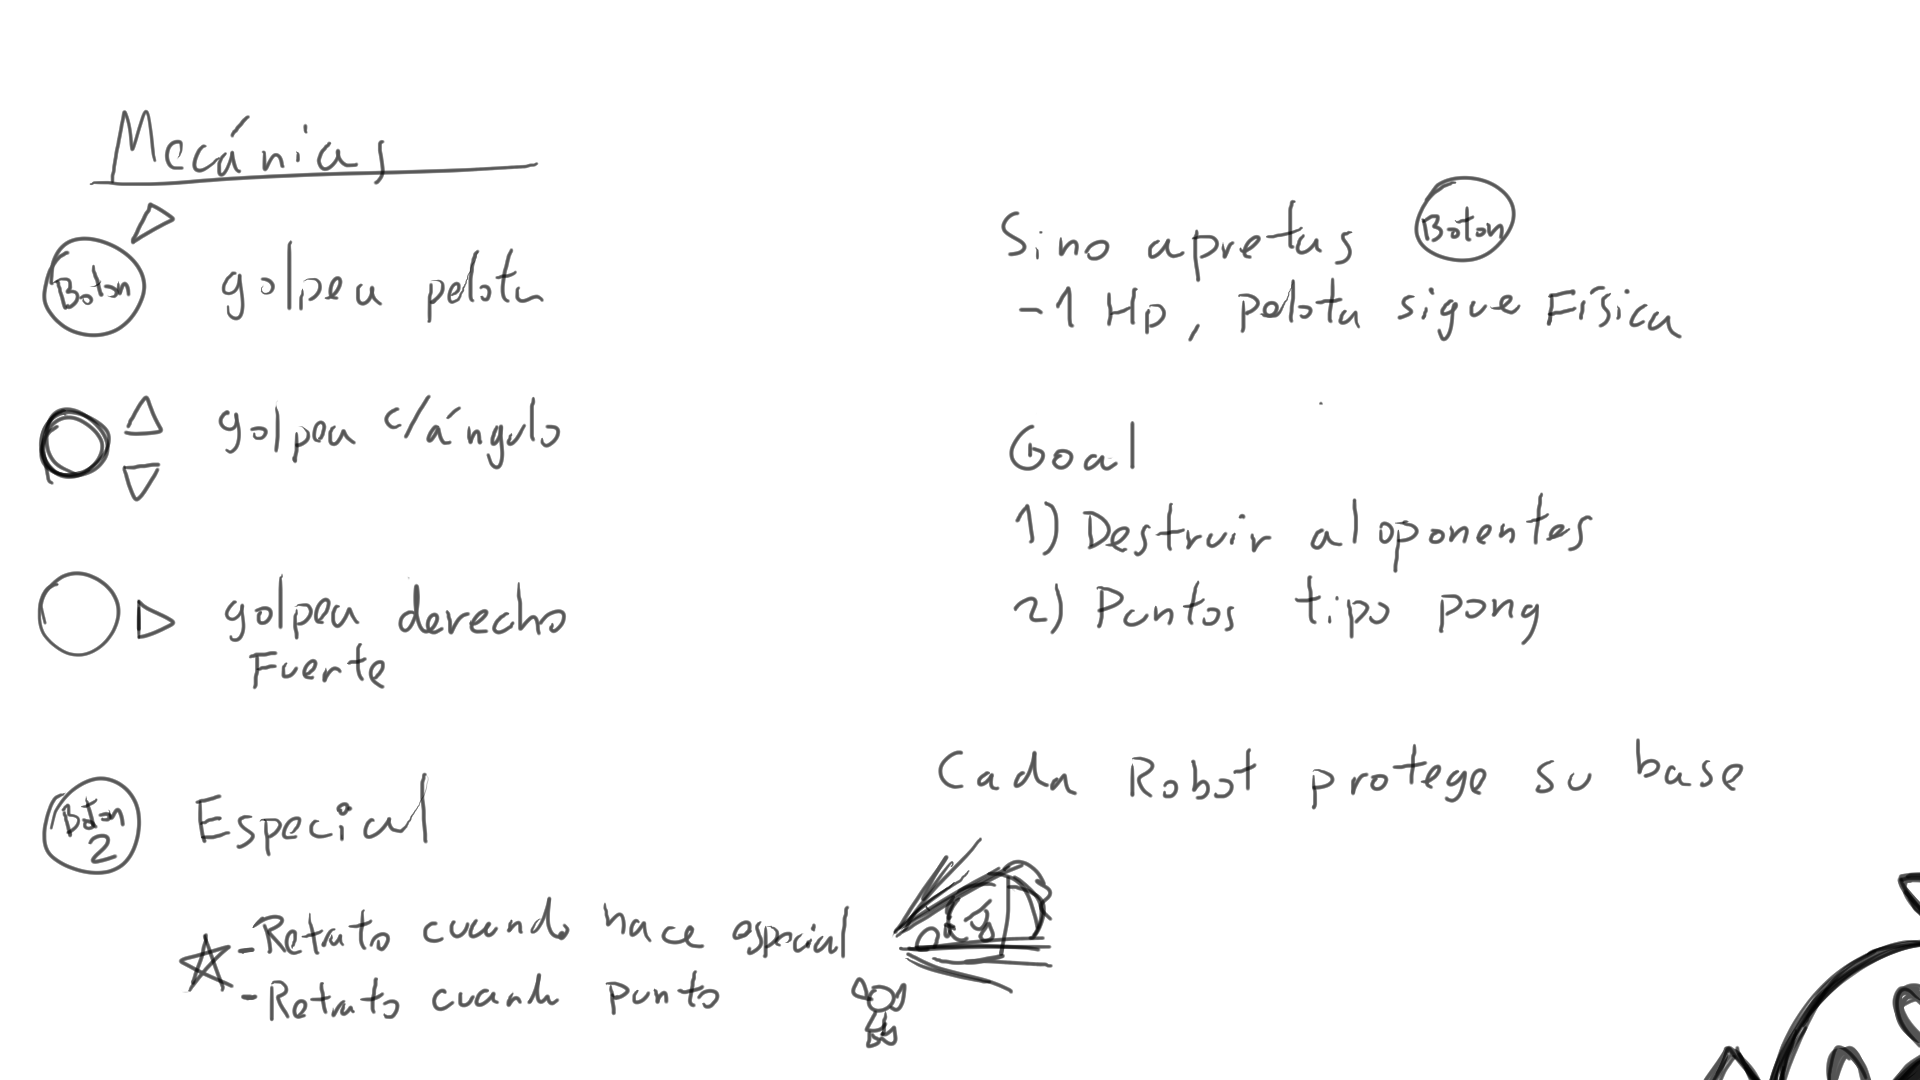 Mecánias
Boton golpea pelota
golpea c/ángulo
golpea derecho
Fuerte
Boton 2 Especial
- Retrato cuando hace especial
- Retrato cuando punto
Sino apretas Boton
-1 Hp, pelota sigue Física
Goal
1) Destruir al oponentes
2) Puntos tipo pong
Cada Robot protege su base